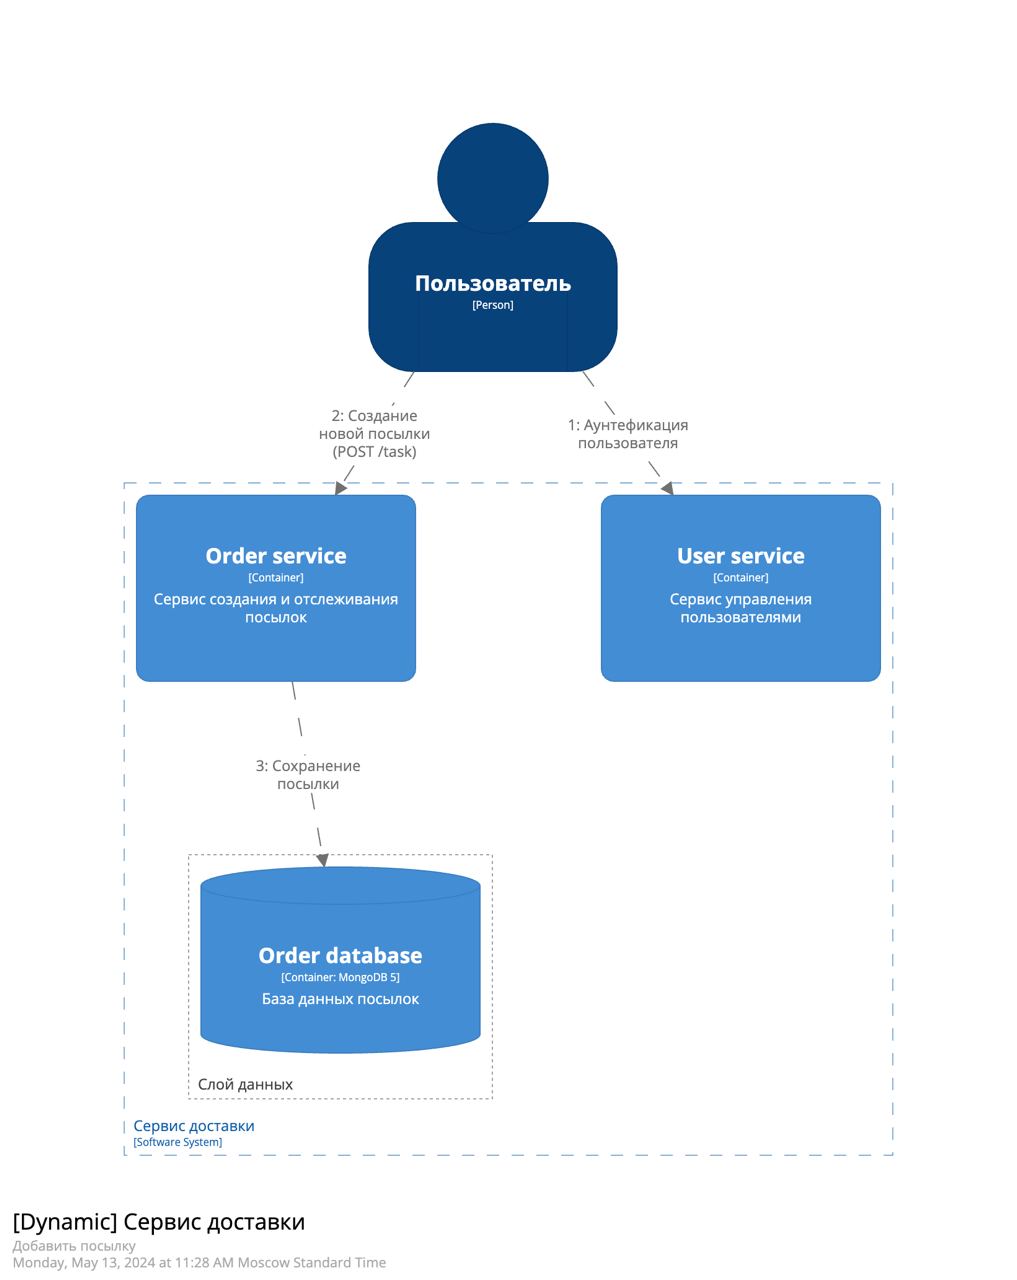 Пользователь
[Person]
2: Создание
новой посылки
(POST /task)
1: Аунтефикация
пользователя
Order service
[Container]
Сервис создания и отслеживания
посылок
User service
[Container]
Сервис управления
пользователями
3: Сохранение
посылки
Order database
[Container: MongoDB 5]
База данных посылок
Слой данных
Сервис доставки
[Software System]
[Dynamic] Сервис доставки
Добавить посылку
Monday, May 13, 2024 at 11:28 AM Moscow Standard Time